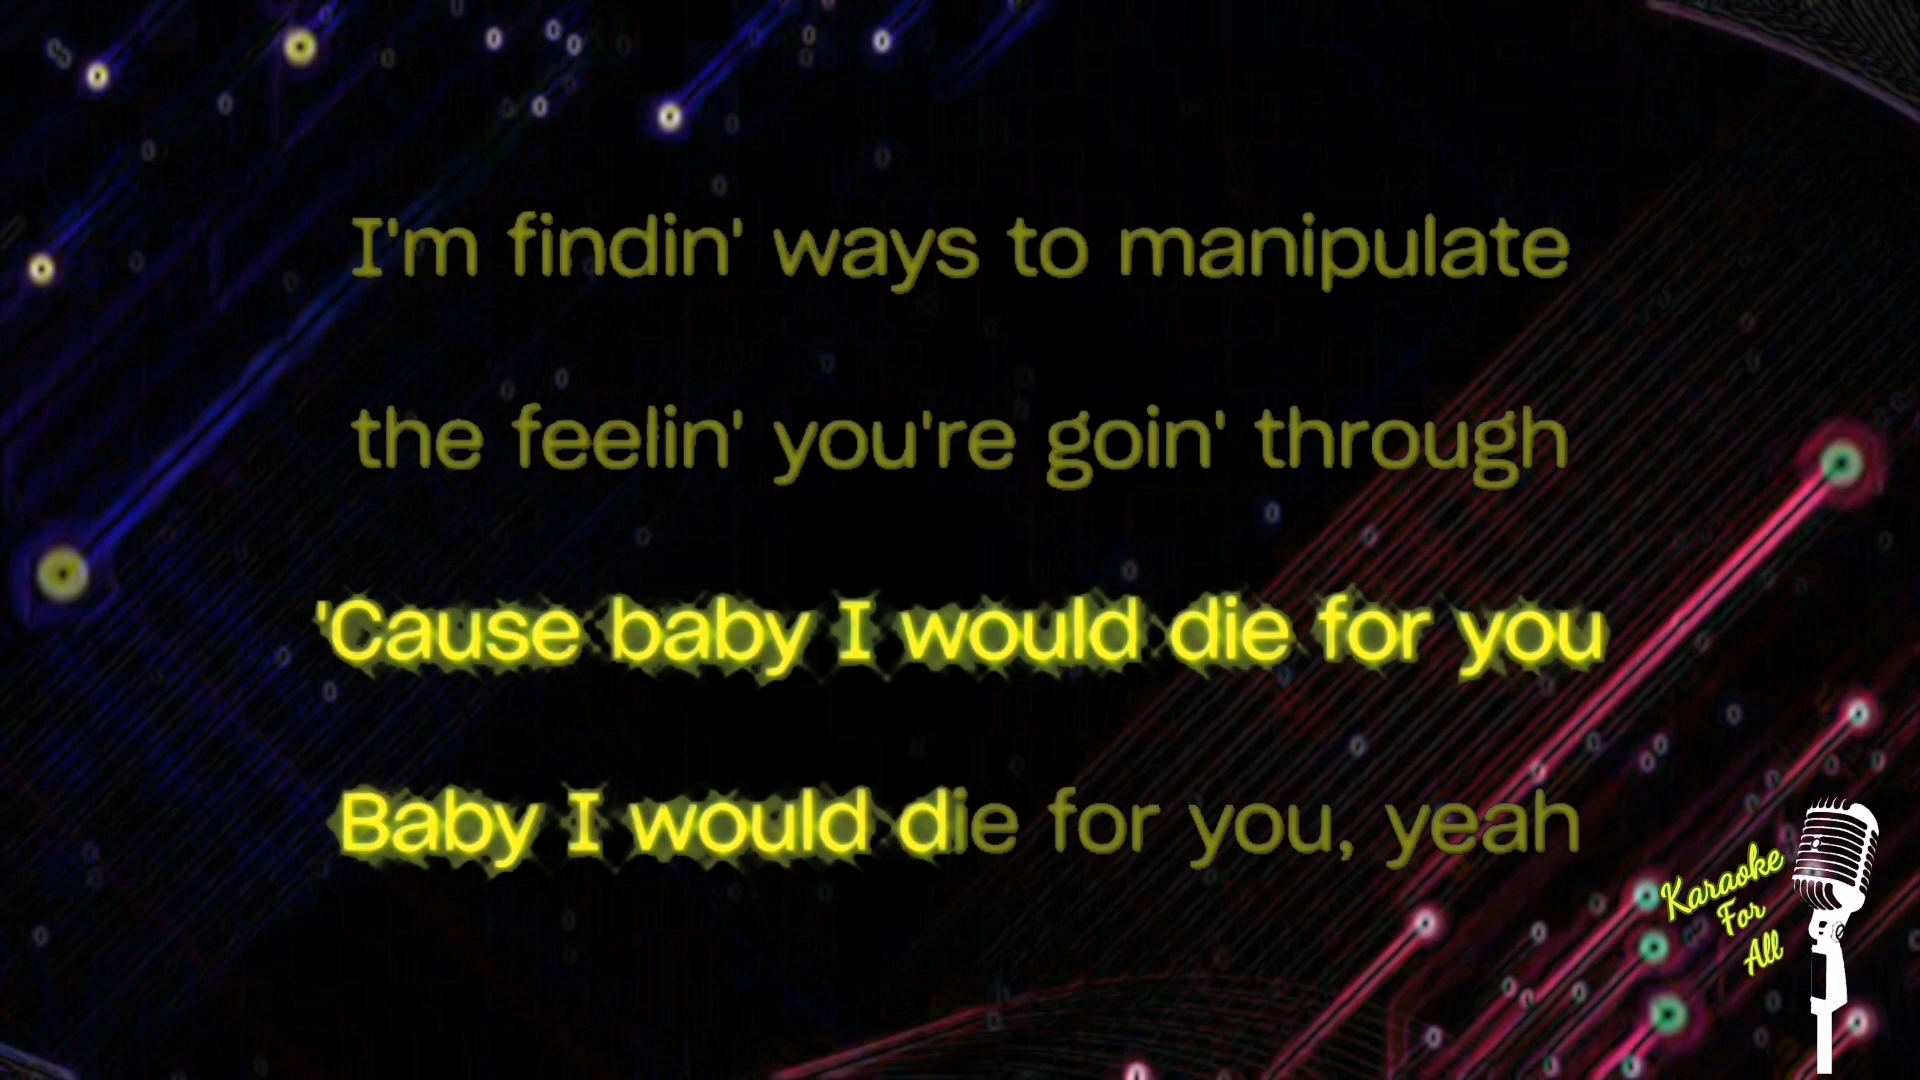 I'm findin' ways to manipulate
the feelin' you're goin' through
'Cause baby I would die for you
Baby I would die for you, yeah
Karaoke
For
All